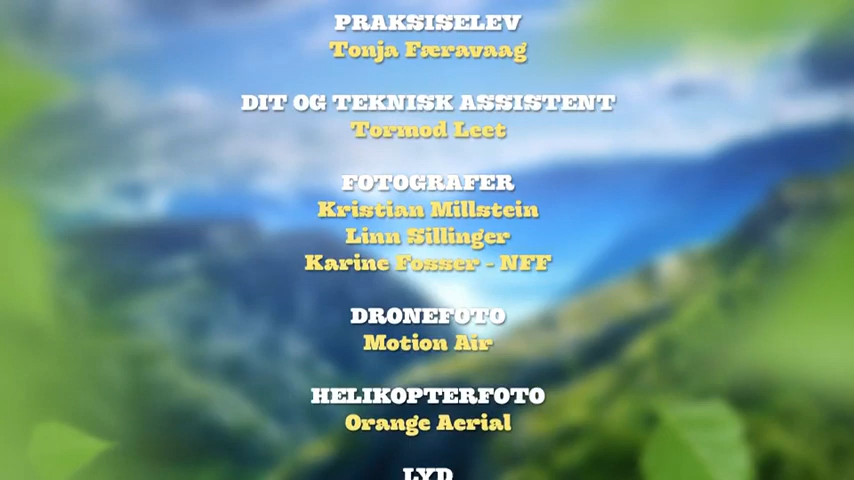 PRAKSISELEV
Tonja Færavaag
DIT OG TEKNISK ASSISTENT
Tormod Leet
FOTOGRAFER
Kristian Millstein
Linn Sillinger
Karine Fosser - NFF
DRONEFOTO
Motion Air
HELIKOPTERFOTO
Orange Aerial
LYD